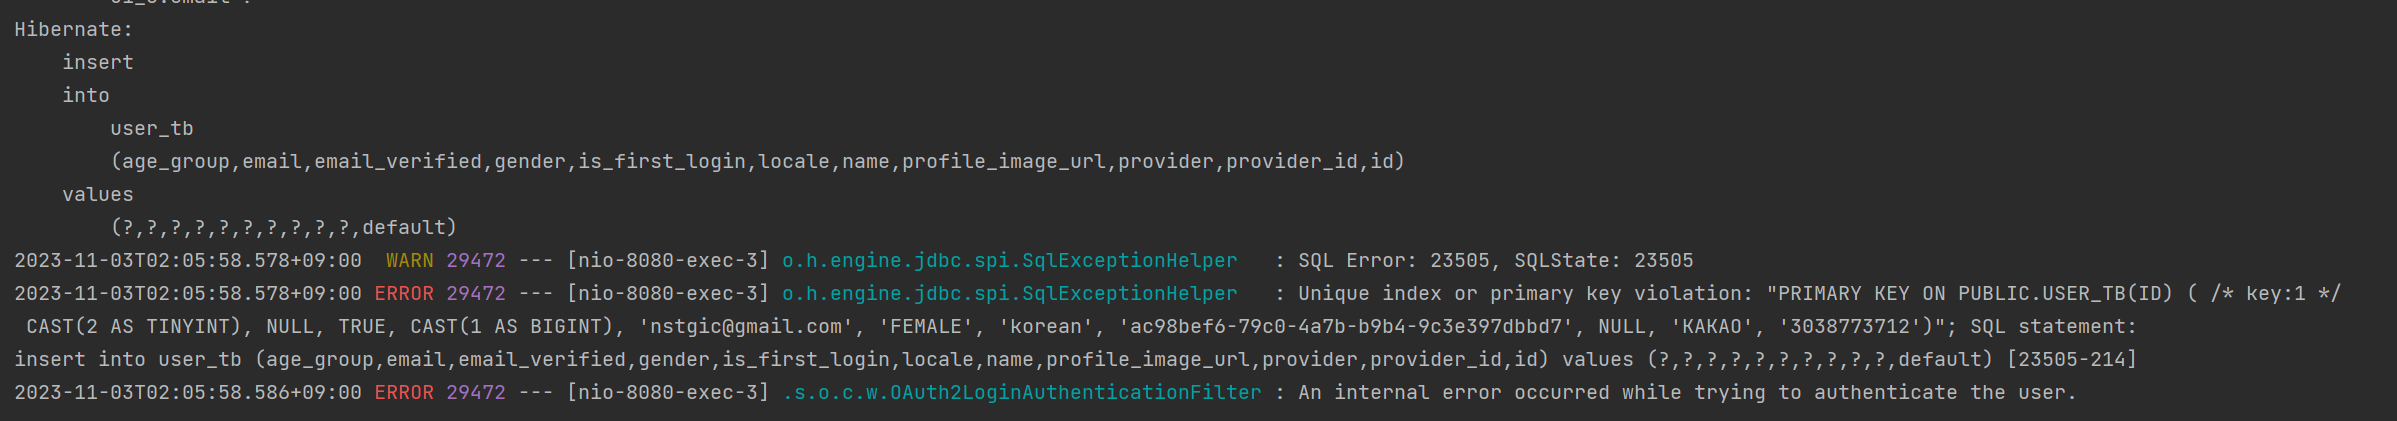 Hibernate:
insert
into
user_tb
(age_group,email,email_verified,gender,is_first_login,locale,name,profile_image_url,provider,provider_id,id)
values
(?,?,?,?,?,?,?,?,?,?,default)
2023-11-03T02:05:58.578+09:00  WARN 29472 --- [nio-8080-exec-3] o.h.engine.jdbc.spi.SqlExceptionHelper   : SQL Error: 23505, SQLState: 23505
2023-11-03T02:05:58.578+09:00 ERROR 29472 --- [nio-8080-exec-3] o.h.engine.jdbc.spi.SqlExceptionHelper   : Unique index or primary key violation: "PRIMARY KEY ON PUBLIC.USER_TB(ID) ( /* key:1 */
CAST(2 AS TINYINT), NULL, TRUE, CAST(1 AS BIGINT), 'nstgic@gmail.com', 'FEMALE', 'korean', 'ac98bef6-79c0-4a7b-b9b4-9c3e397dbbd7', NULL, 'KAKAO', '3038773712')"; SQL statement:
insert into user_tb (age_group,email,email_verified,gender,is_first_login,locale,name,profile_image_url,provider,provider_id,id) values (?,?,?,?,?,?,?,?,?,?,default) [23505-214]
2023-11-03T02:05:58.586+09:00 ERROR 29472 --- [nio-8080-exec-3] .s.o.c.w.OAuth2LoginAuthenticationFilter : An internal error occurred while trying to authenticate the user.